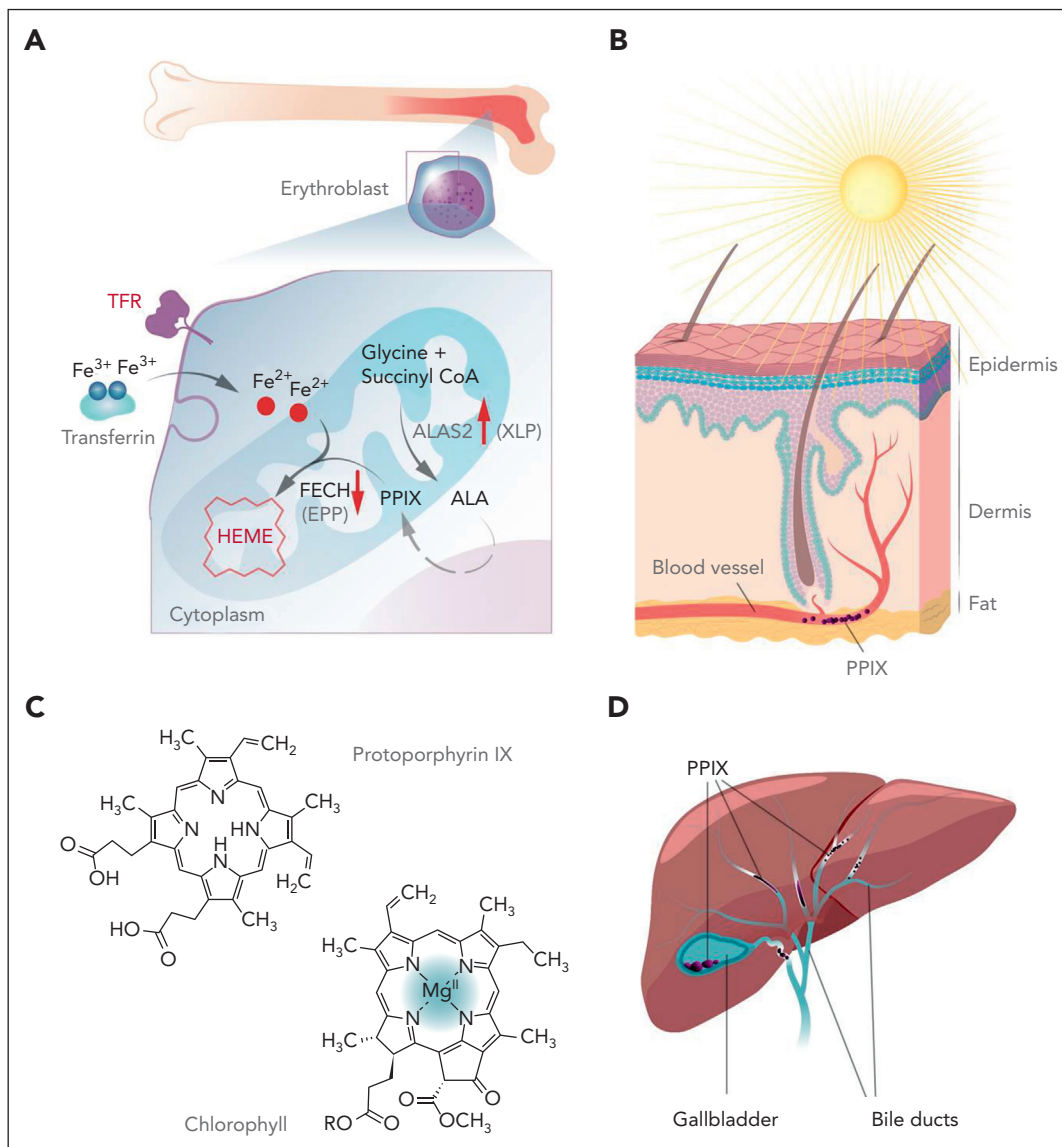 A
Erythroblast
TFR
Fe3+ Fe3+
Transferrin
Fe2+
Fe2+
Glycine +
Succinyl CoA
ALAS2
(XLP)
FECH
(EPP)
PPIX
ALA
HEME
Cytoplasm
B
Epidermis
Dermis
Blood vessel
Fat
PPIX
C
Protoporphyrin IX
H3C
CH2
H3C
CH3
N
N
HN
H
N
O
OH
H2C
CH3
HO
O
CH2
CH3
H3C
CH3
N
N
MgII
N
N
H3C
CH3
O
RO
O
O
OCH3
Chlorophyll
D
PPIX
Gallbladder
Bile ducts